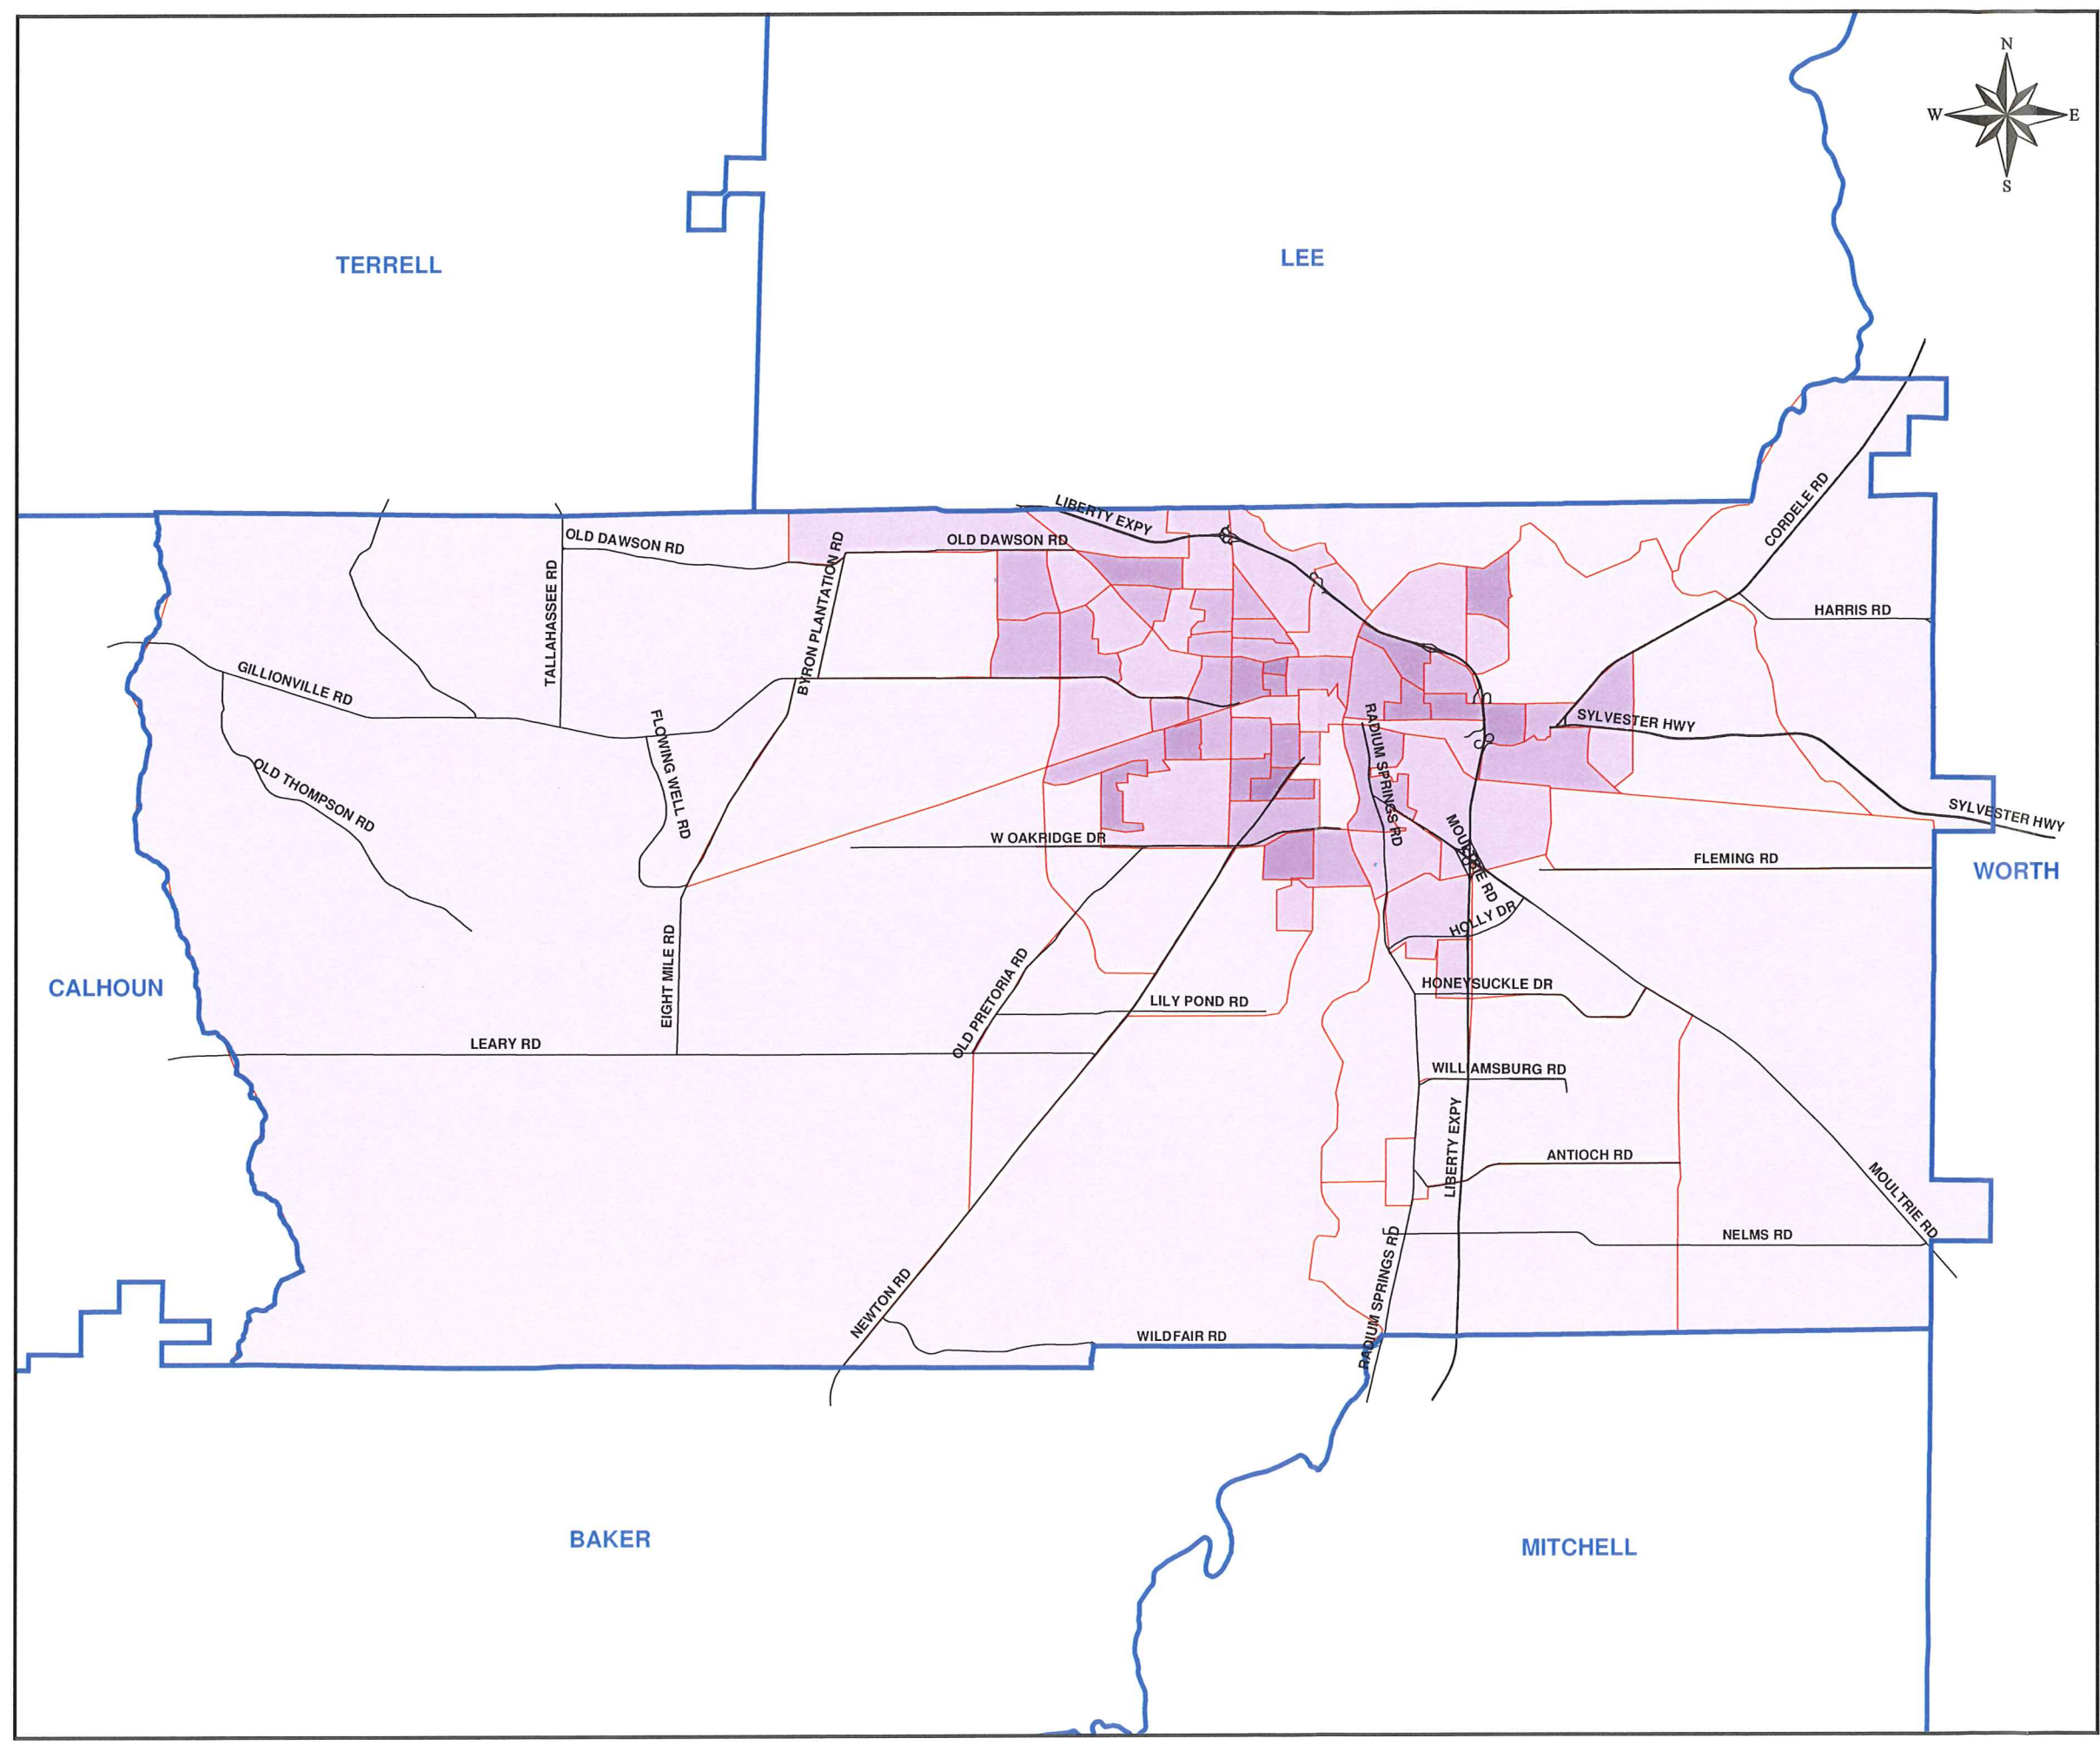 N
W E
S
TERRELL
LEE
LIBERTY EXPY
CORDELE RD
OLD DAWSON RD
OLD DAWSON RD
TALLAHASSEE RD
BYRON PLANTATION RD
HARRIS RD
GILLIONVILLE RD
FLOWING WELL RD
RADIUM SPRINGS RD
SYLVESTER HWY
OLD THOMPSON RD
SYLVESTER HWY
W OAKRIDGE DR
MOULTRIE RD
FLEMING RD
WORTH
HOLLY DR
EIGHT MILE RD
OLD PRETORIA RD
CALHOUN
HONEYSUCKLE DR
LILY POND RD
LEARY RD
WILLIAMSBURG RD
LIBERTY EXPY
ANTIOCH RD
MOULTRIE RD
NELMS RD
NEWTON RD
RADIUM SPRINGS RD
WILDFAIR RD
BAKER
MITCHELL